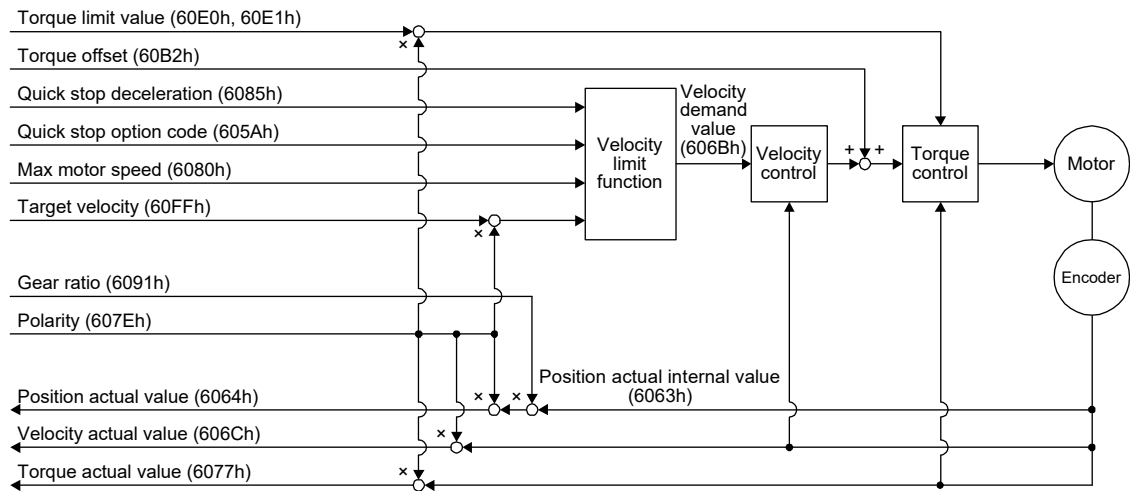 Torque limit value (60E0h, 60E1h)
×
Torque offset (60B2h)
Quick stop deceleration (6085h)
Quick stop option code (605Ah)
Max motor speed (6080h)
Target velocity (60FFh)
×
Velocity
limit
function
Velocity
demand
value
(606Bh)
Velocity
control
+ +
Torque
control
Motor
Encoder
Gear ratio (6091h)
Polarity (607Eh)
Position actual value (6064h)
×
×
Position actual internal value
(6063h)
Velocity actual value (606Ch)
×
Torque actual value (6077h)
×